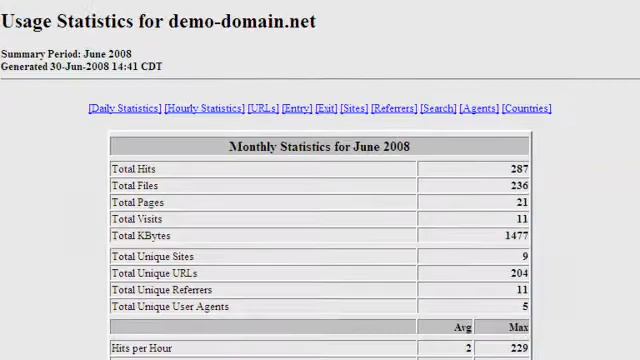 Usage Statistics for demo-domain.net
Summary Period: June 2008
Generated 30-Jun-2008 14:41 CDT
[Daily Statistics] [Hourly Statistics] [URLs] [Entry] [Exit] [Sites] [Referrers] [Search] [Agents] [Countries]
Monthly Statistics for June 2008
Total Hits 287
Total Files 236
Total Pages 21
Total Visits 11
Total KBytes 1477
Total Unique Sites 9
Total Unique URLs 204
Total Unique Referrers 11
Total Unique User Agents 5
Avg Max
Hits per Hour 2 229